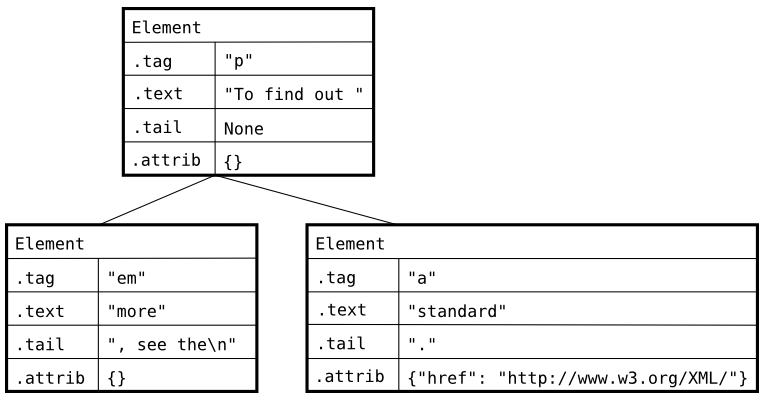 Element
.tag "p"
.text "To find out "
.tail None
.attrib {}
Element
.tag "em"
.text "more"
.tail ", see the\n"
.attrib {}
Element
.tag "a"
.text "standard"
.tail "."
.attrib {"href": "http://www.w3.org/XML/"}